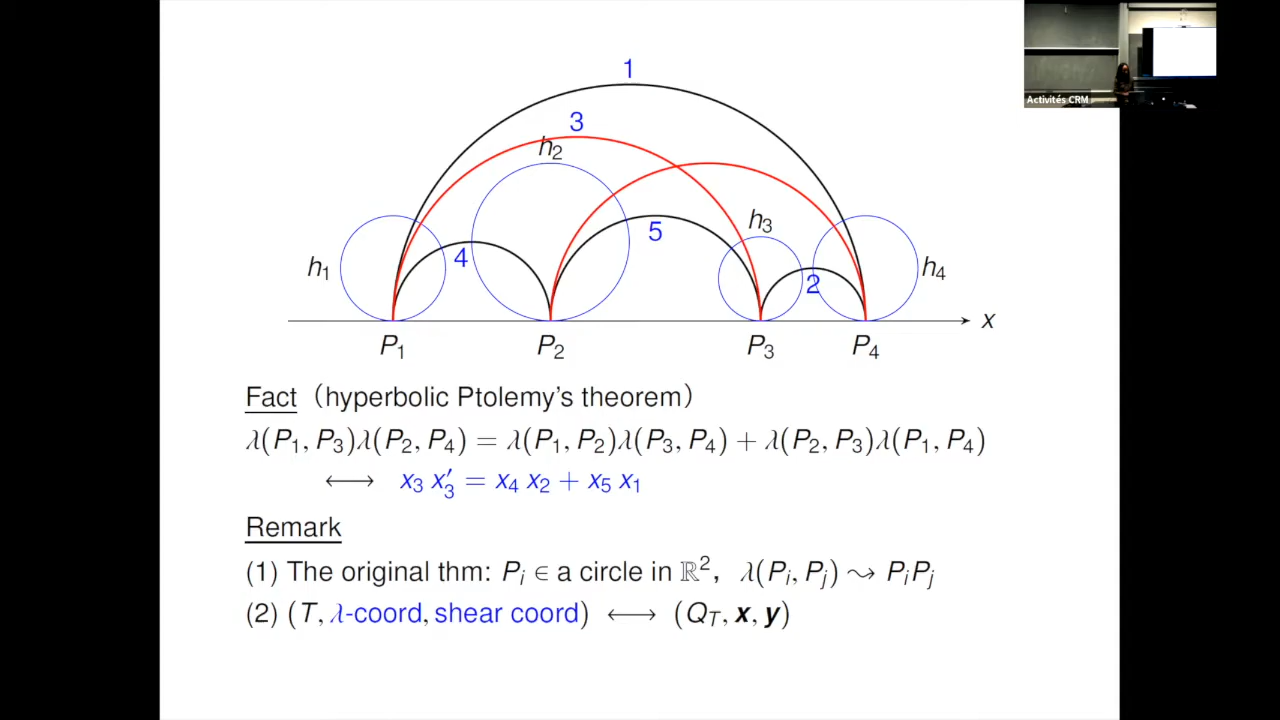 1
3
h₂
h₃
5
4
2
h₁
h₄
x
P₁ P₂ P₃ P₄
Fact（hyperbolic Ptolemy's theorem）
λ(P₁, P₃)λ(P₂, P₄) = λ(P₁, P₂)λ(P₃, P₄) + λ(P₂, P₃)λ(P₁, P₄)
⟷ x₃ x₃′ = x₄ x₂ + x₅ x₁
Remark
(1) The original thm: Pᵢ ∈ a circle in ℝ², λ(Pᵢ, Pⱼ) ⤳ PᵢPⱼ
(2) (T, λ-coord, shear coord) ⟷ (Q_T, x, y)
Activités CRM